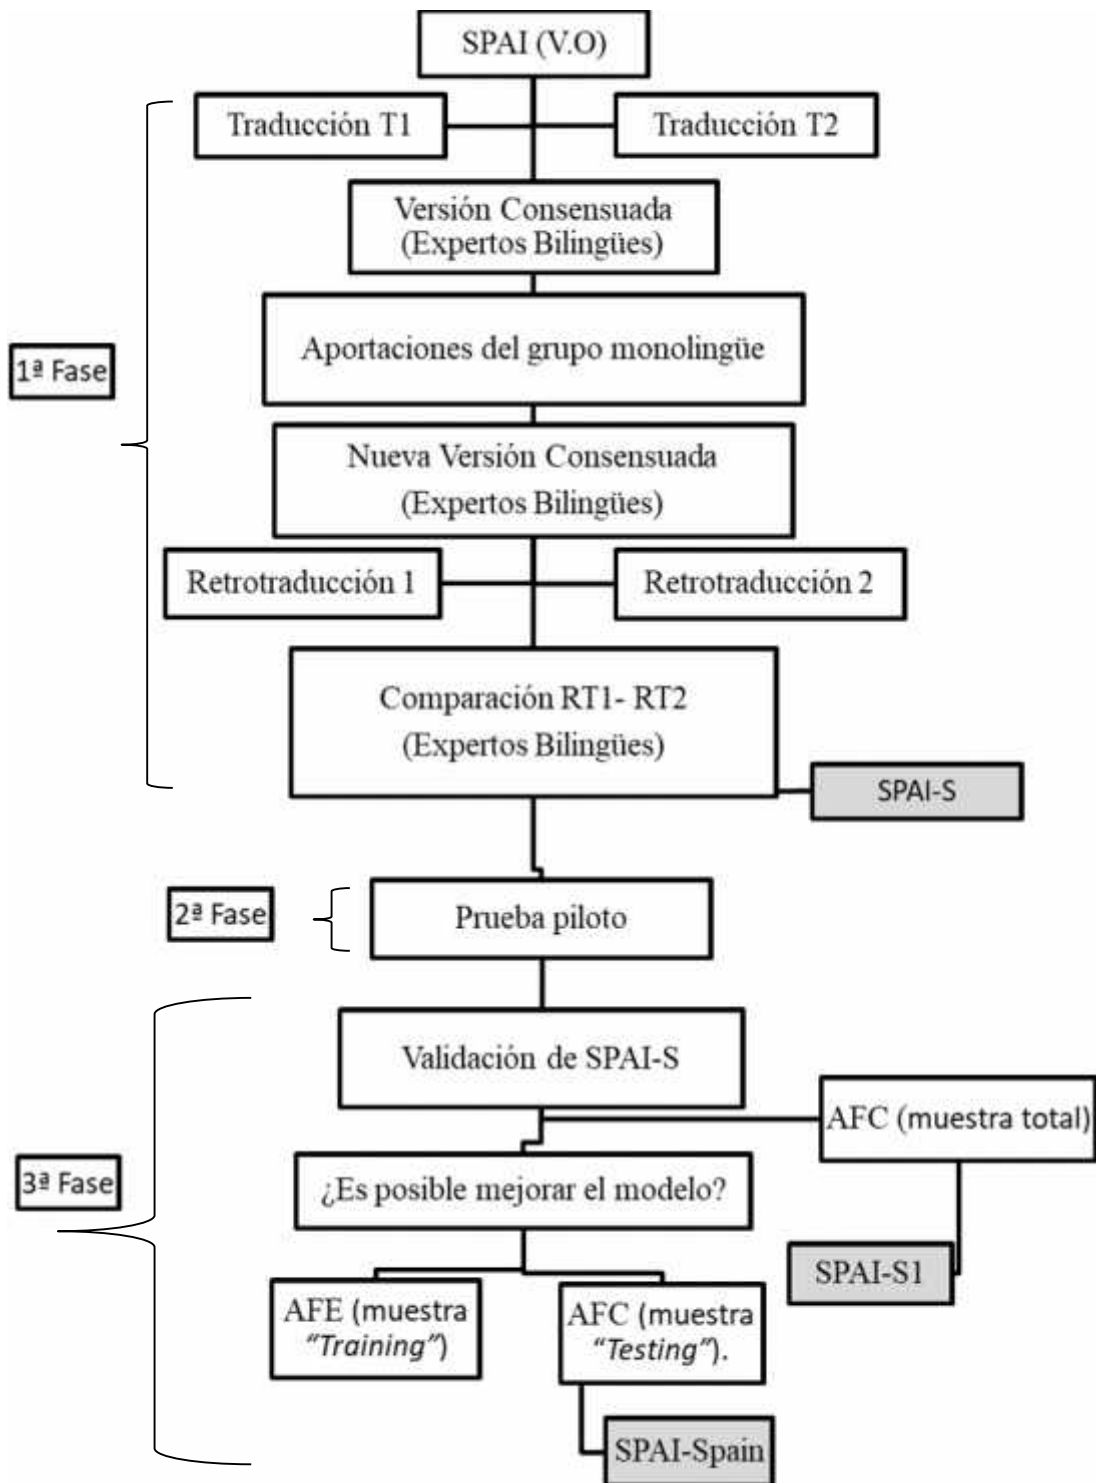 SPAI (V.O)
Traducción T1
Traducción T2
Versión Consensuada
(Expertos Bilingües)
Aportaciones del grupo monolingüe
1ª Fase
Nueva Versión Consensuada
(Expertos Bilingües)
Retrotraducción 1
Retrotraducción 2
Comparación RT1- RT2
(Expertos Bilingües)
SPAI-S
2ª Fase
Prueba piloto
Validación de SPAI-S
AFC (muestra total)
3ª Fase
¿Es posible mejorar el modelo?
SPAI-S1
AFE (muestra
"Training")
AFC (muestra
"Testing").
SPAI-Spain